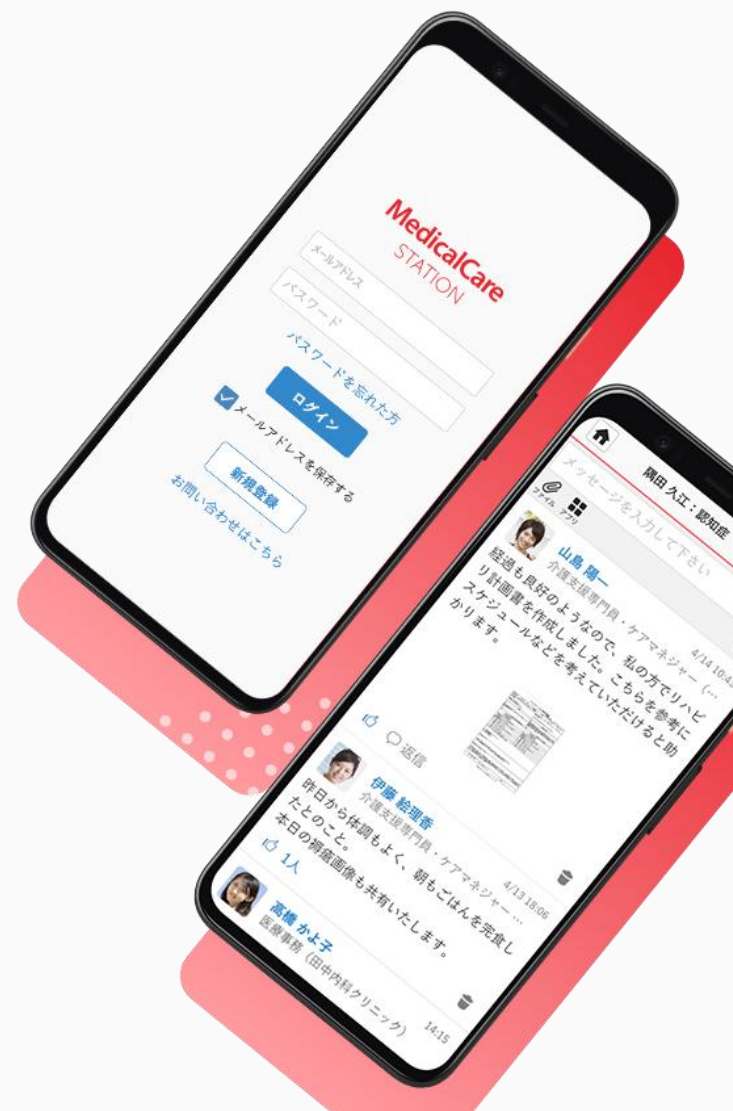 MedicalCare
STATION
メールアドレス
パスワード
パスワードを忘れた方
ログイン
メールアドレスを保存する
新規登録
お問い合わせはこちら
隅田 久江：認知症
メッセージを入力して下さい
ファイル アプリ
山島 陽一
介護支援専門員・ケアマネジャー（…
4/14 10:45
経過も良好のようなので、私の方でリハビ
リ計画書を作成しました。こちらを参考に
スケジュールなどを考えていただけると助
かります。
返信
伊藤 絵理香
介護支援専門員・ケアマネジャー…
4/13 18:06
昨日から体調もよく、朝もごはんを完食し
たとのこと。
本日の褥瘡画像も共有いたします。
1人
高橋 かよ子
医療事務（田中内科クリニック）
14:15